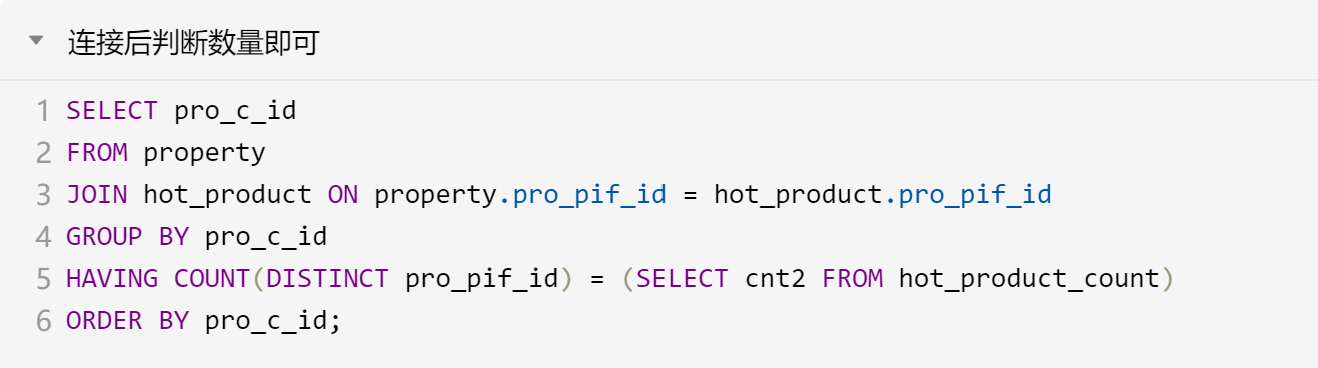 连接后判断数量即可
1 SELECT pro_c_id
2 FROM property
3 JOIN hot_product ON property.pro_pif_id = hot_product.pro_pif_id
4 GROUP BY pro_c_id
5 HAVING COUNT(DISTINCT pro_pif_id) = (SELECT cnt2 FROM hot_product_count)
6 ORDER BY pro_c_id;